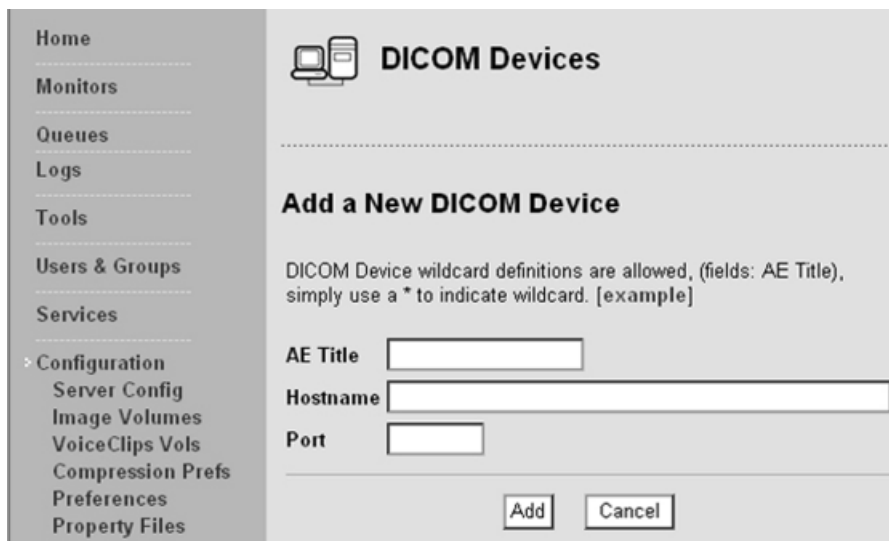 Home
Monitors
Queues
Logs
Tools
Users & Groups
Services
Configuration
Server Config
Image Volumes
VoiceClips Vols
Compression Prefs
Preferences
Property Files
DICOM Devices
Add a New DICOM Device
DICOM Device wildcard definitions are allowed, (fields: AE Title),
simply use a * to indicate wildcard. [example]
AE Title
Hostname
Port
Add Cancel